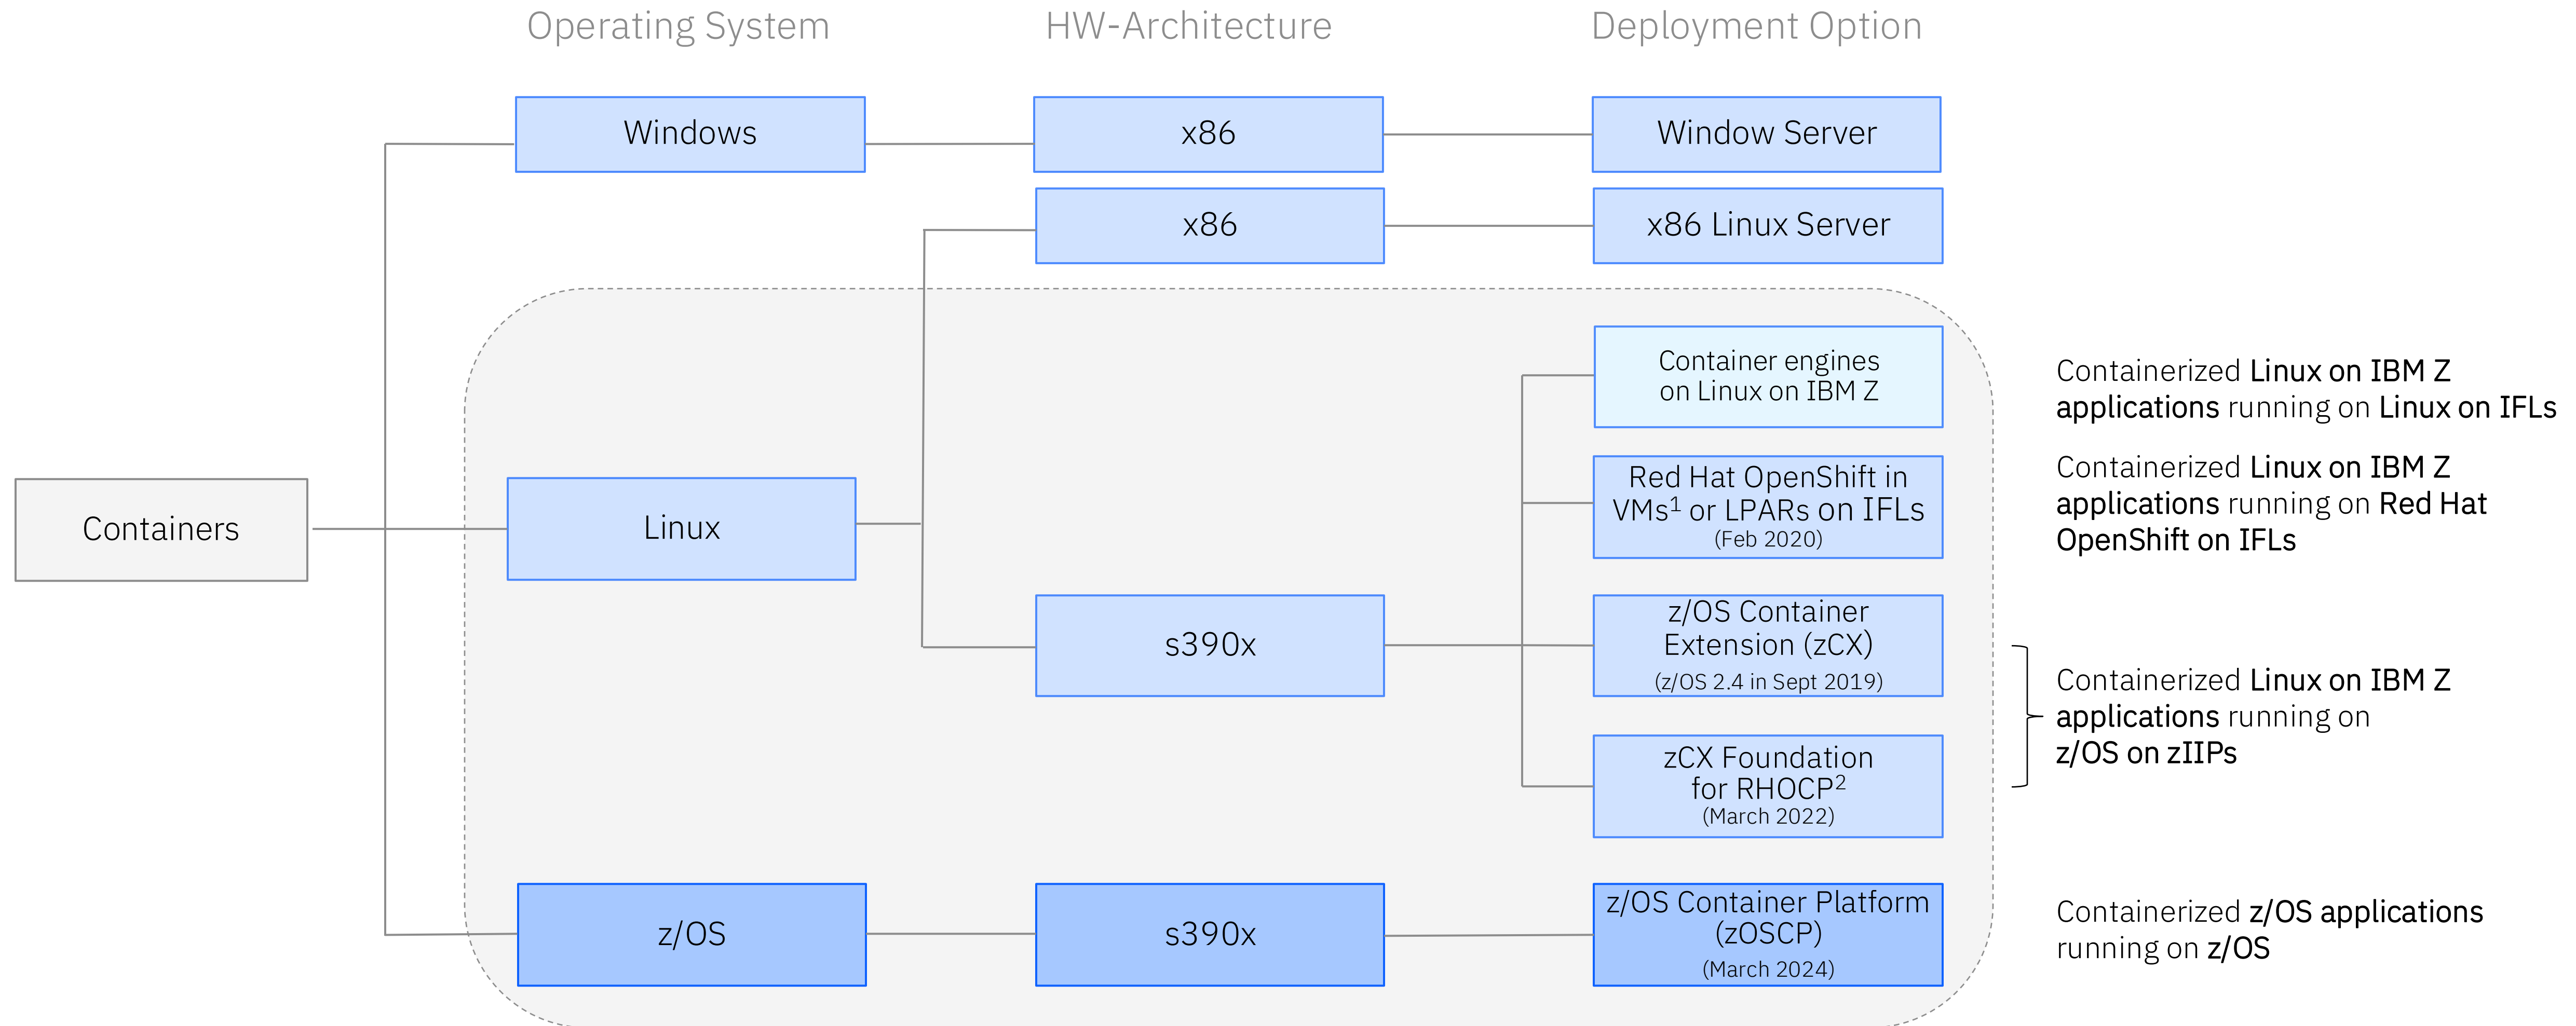 Operating System
HW-Architecture
Deployment Option
Windows
x86
Window Server
x86
x86 Linux Server
Container engines
on Linux on IBM Z
Containerized Linux on IBM Z
applications running on Linux on IFLs
Red Hat OpenShift in
VMs¹ or LPARs on IFLs
(Feb 2020)
Containerized Linux on IBM Z
applications running on Red Hat
OpenShift on IFLs
Containers
Linux
s390x
z/OS Container
Extension (zCX)
(z/OS 2.4 in Sept 2019)
zCX Foundation
for RHOCP²
(March 2022)
Containerized Linux on IBM Z
applications running on
z/OS on zIIPs
z/OS
s390x
z/OS Container Platform
(zOSCP)
(March 2024)
Containerized z/OS applications
running on z/OS